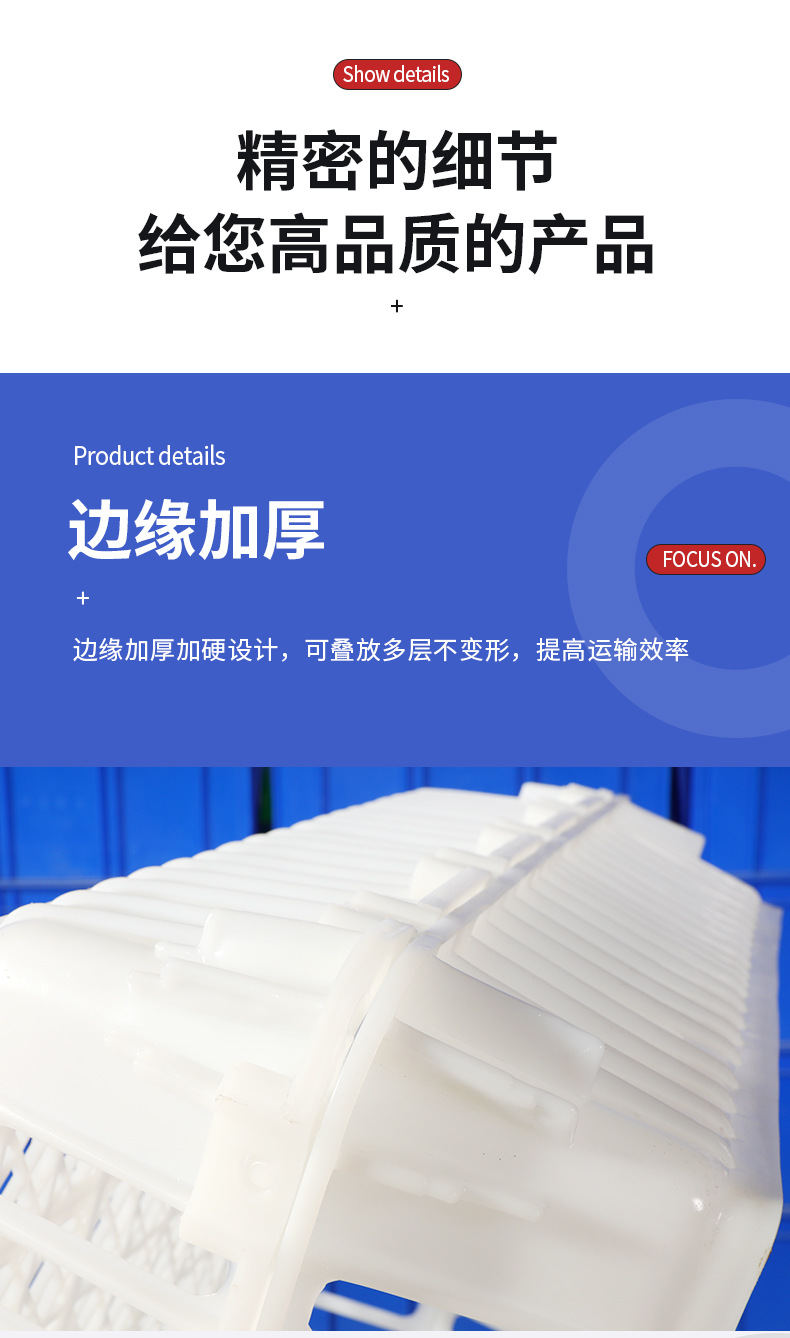 Show details
精密的细节
给您高品质的产品
+
Product details
边缘加厚
FOCUS ON.
+
边缘加厚加硬设计，可叠放多层不变形，提高运输效率